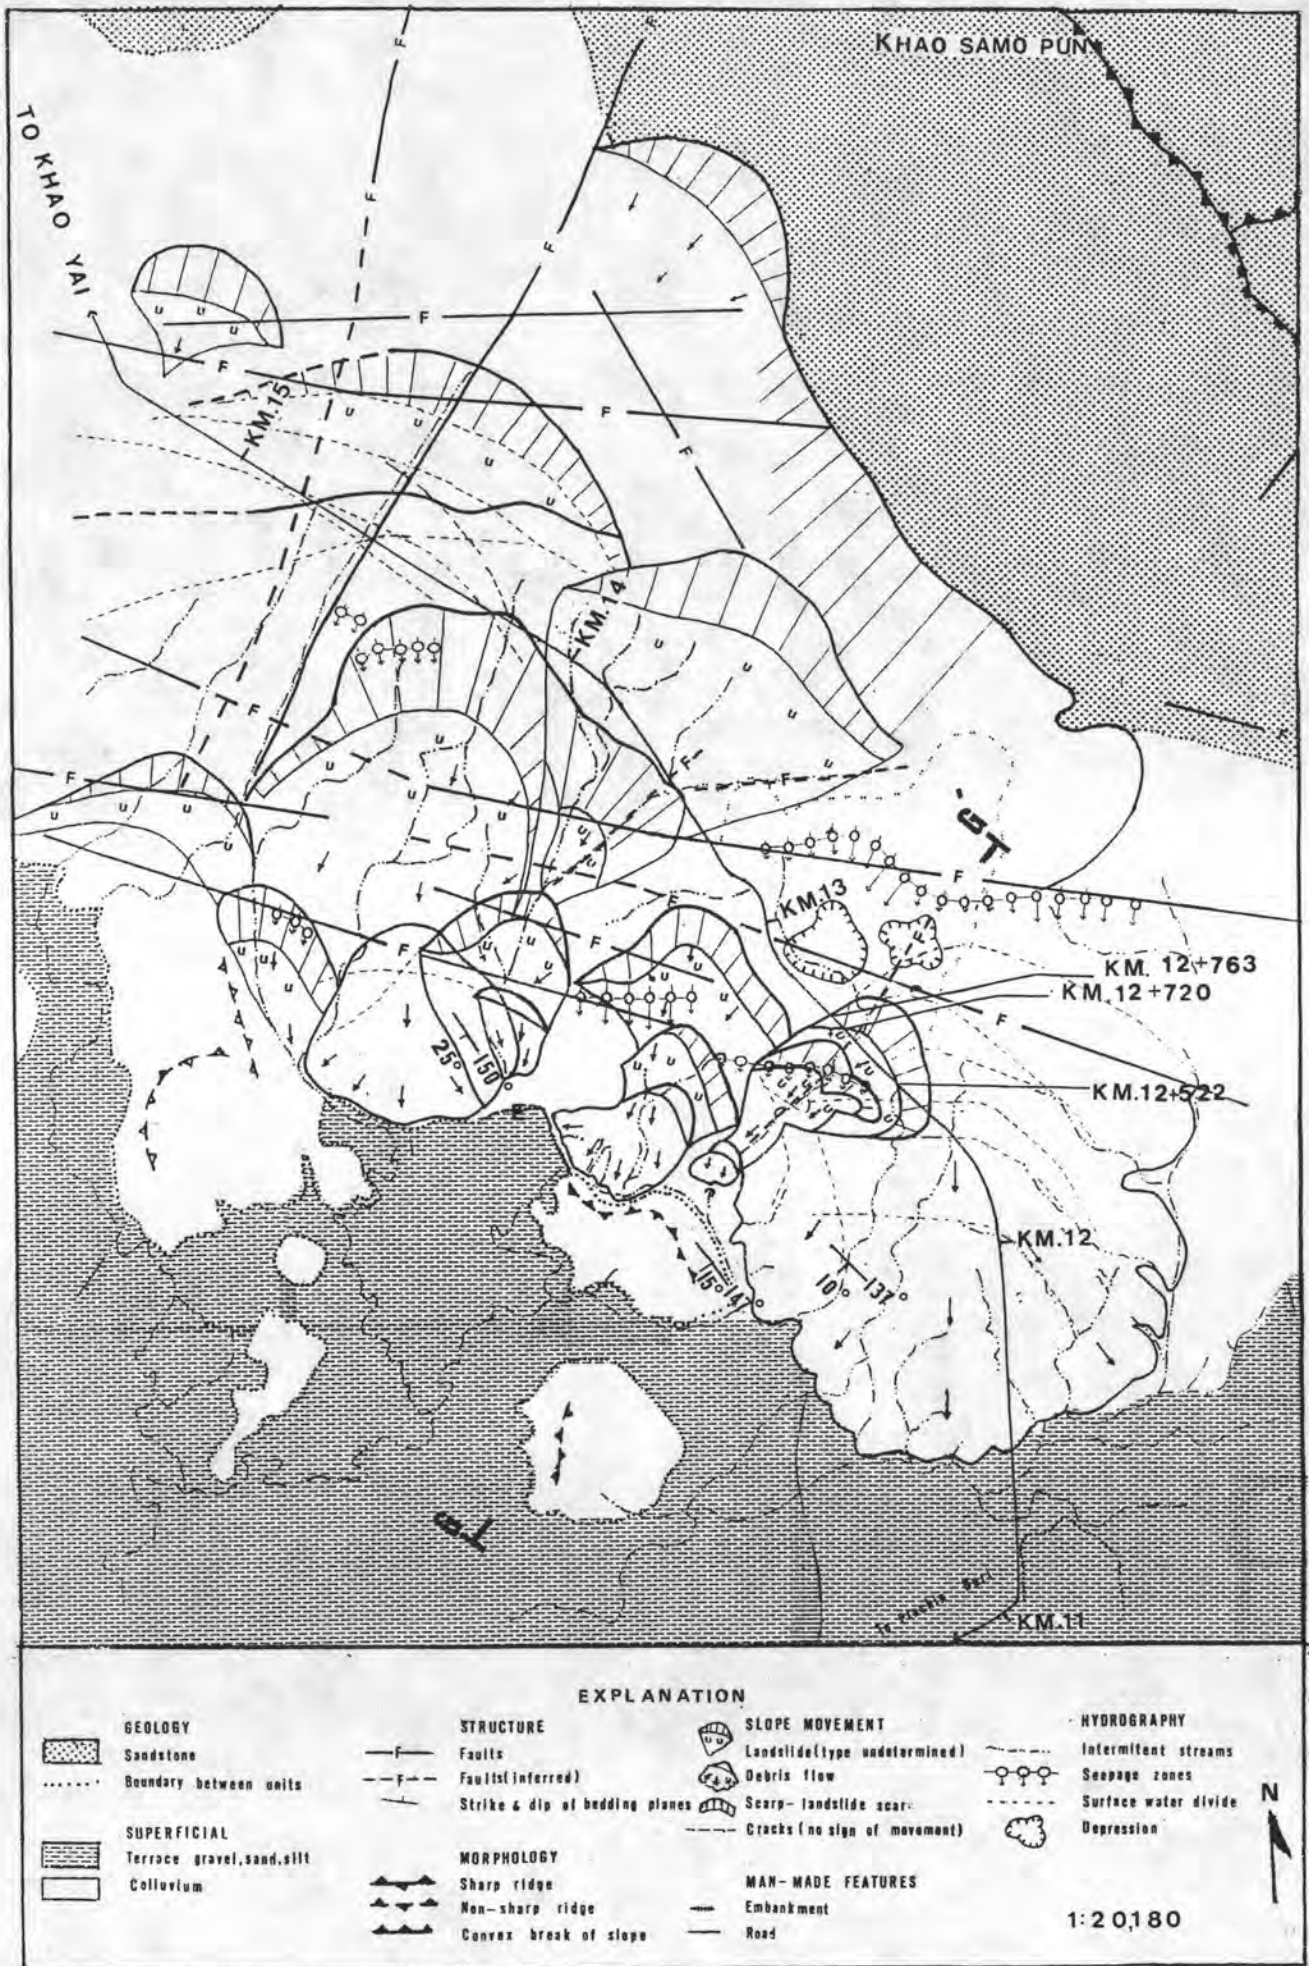 KHAO SAMO PUN
TO KHAO YAI
KM.15
KM.14
KM.13
KM. 12+763
KM.12+720
KM.12+522
25°
150°
15°
147°
10°
137°
KM.12
KM.11
EXPLANATION
GEOLOGY
Sandstone
Boundary between units
SUPERFICIAL
Terrace gravel,sand,silt
Colluvium
STRUCTURE
F
Faults
F
Faults(inferred)
Strike & dip of bedding planes
MORPHOLOGY
Sharp ridge
Non-sharp ridge
Convex break of slope
SLOPE MOVEMENT
Landslide(type undetermined)
Debris flow
Scarp-landslide scar
Cracks (no sign of movement)
MAN-MADE FEATURES
Embankment
Road
HYDROGRAPHY
Intermitent streams
Seepage zones
Surface water divide
Depression
N
1:20,180